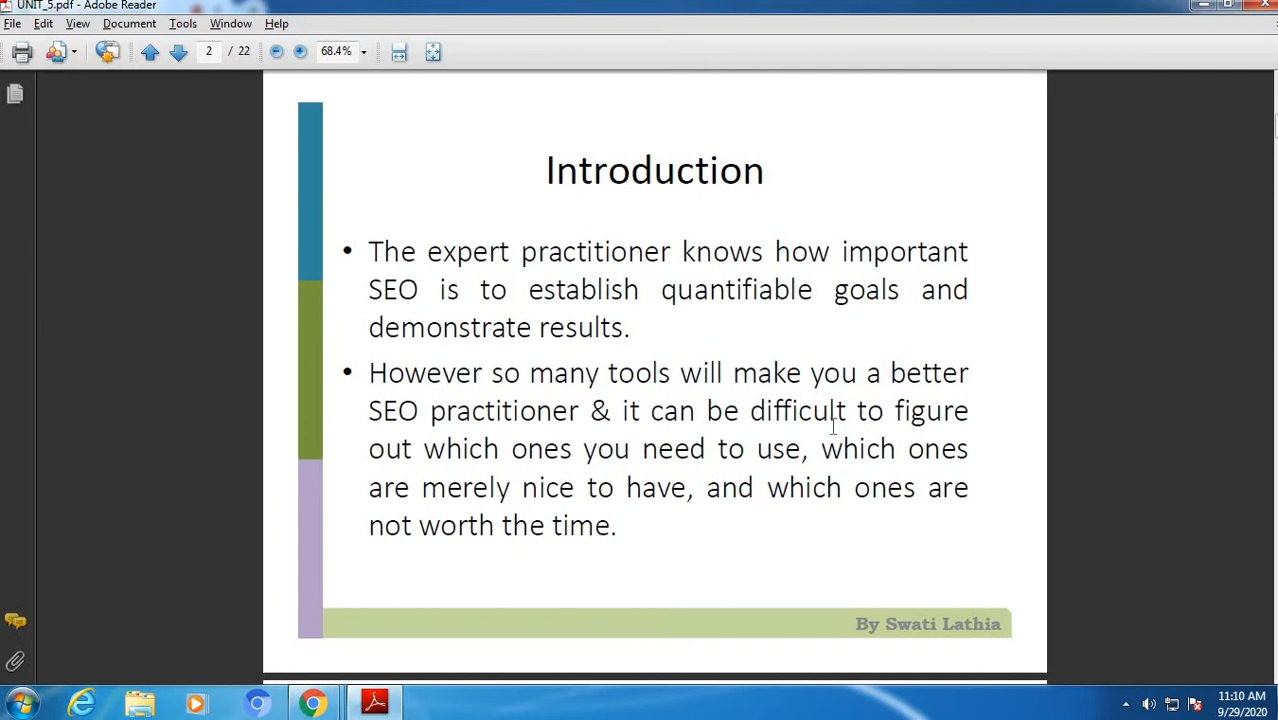 UNIT_5.pdf - Adobe Reader
File Edit View Document Tools Window Help
2 / 22 68.4%
Introduction
• The expert practitioner knows how important
SEO is to establish quantifiable goals and
demonstrate results.
• However so many tools will make you a better
SEO practitioner & it can be difficult to figure
out which ones you need to use, which ones
are merely nice to have, and which ones are
not worth the time.
By Swati Lathia
11:10 AM
9/29/2020